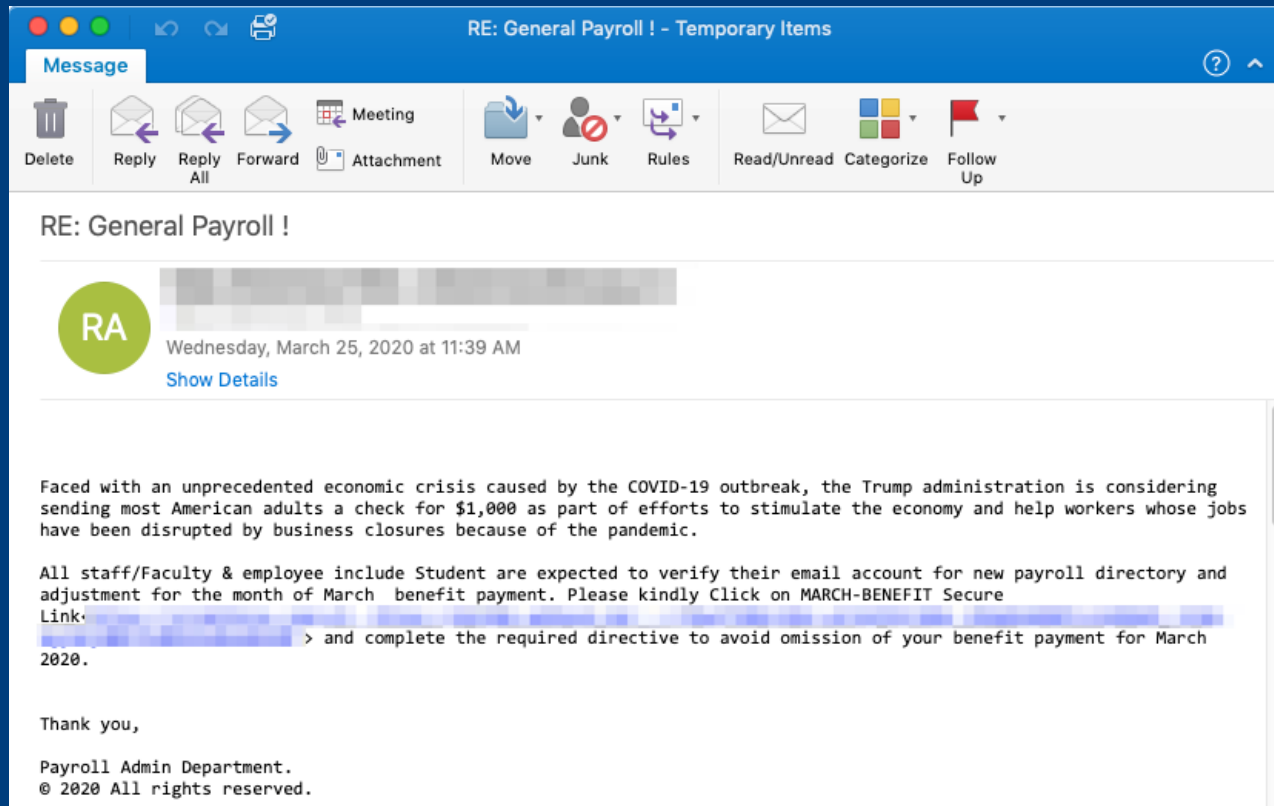 RE: General Payroll ! - Temporary Items
Message
?
Delete
Reply
Reply All
Forward
Meeting
Attachment
Move
Junk
Rules
Read/Unread
Categorize
Follow Up
RE: General Payroll !
RA
Wednesday, March 25, 2020 at 11:39 AM
Show Details
Faced with an unprecedented economic crisis caused by the COVID-19 outbreak, the Trump administration is considering
sending most American adults a check for $1,000 as part of efforts to stimulate the economy and help workers whose jobs
have been disrupted by business closures because of the pandemic.
All staff/Faculty & employee include Student are expected to verify their email account for new payroll directory and
adjustment for the month of March  benefit payment. Please kindly Click on MARCH-BENEFIT Secure
Link<
> and complete the required directive to avoid omission of your benefit payment for March
2020.
Thank you,
Payroll Admin Department.
© 2020 All rights reserved.